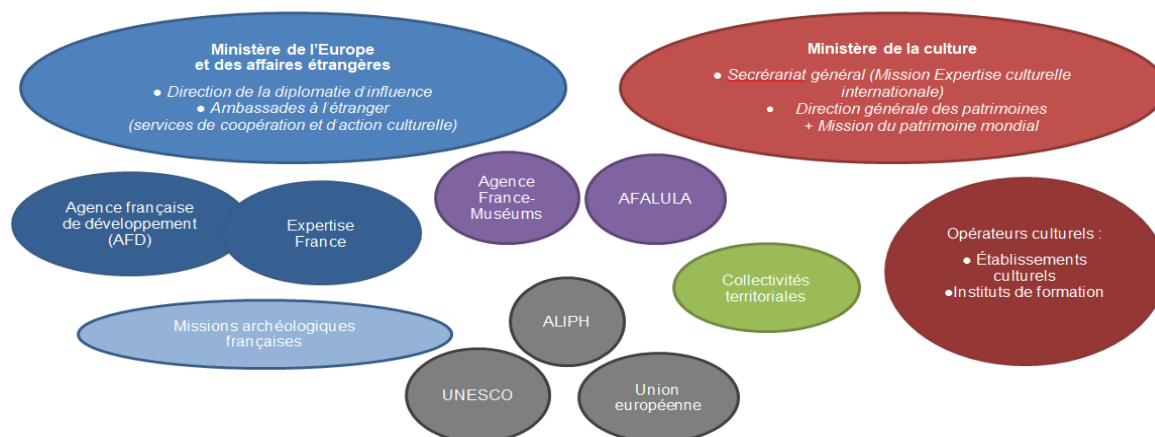 Ministère de l’Europe
et des affaires étrangères
● Direction de la diplomatie d’influence
● Ambassades à l’étranger
(services de coopération et d’action culturelle)
Ministère de la culture
● Secrérariat général (Mission Expertise culturelle
internationale)
● Direction générale des patrimoines
+ Mission du patrimoine mondial
Agence française
de développement
(AFD)
Expertise
France
Agence
France-
Muséums
AFALULA
Opérateurs culturels :
● Établissements
culturels
●Instituts de formation
Collectivités
territoriales
Missions archéologiques
françaises
ALIPH
UNESCO
Union
européenne